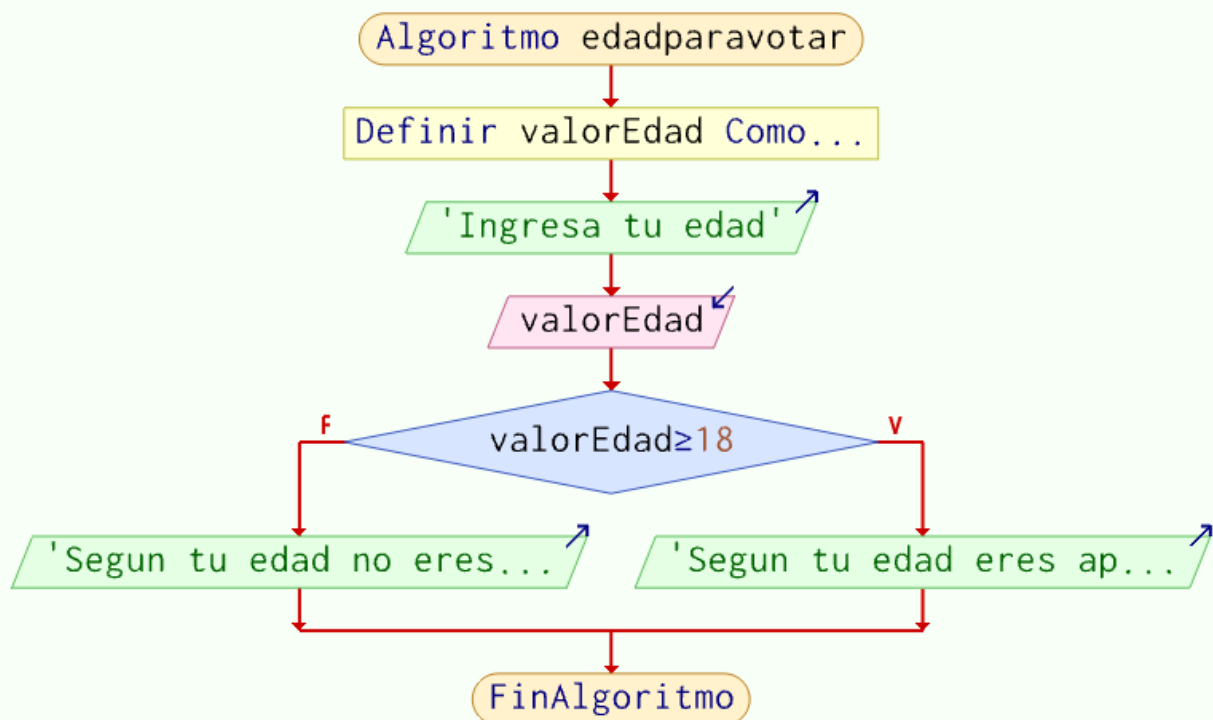 Algoritmo edadparavotar
Definir valorEdad Como...
'Ingresa tu edad'
valorEdad
valorEdad≥18
F
V
'Segun tu edad no eres...
'Segun tu edad eres ap...
FinAlgoritmo